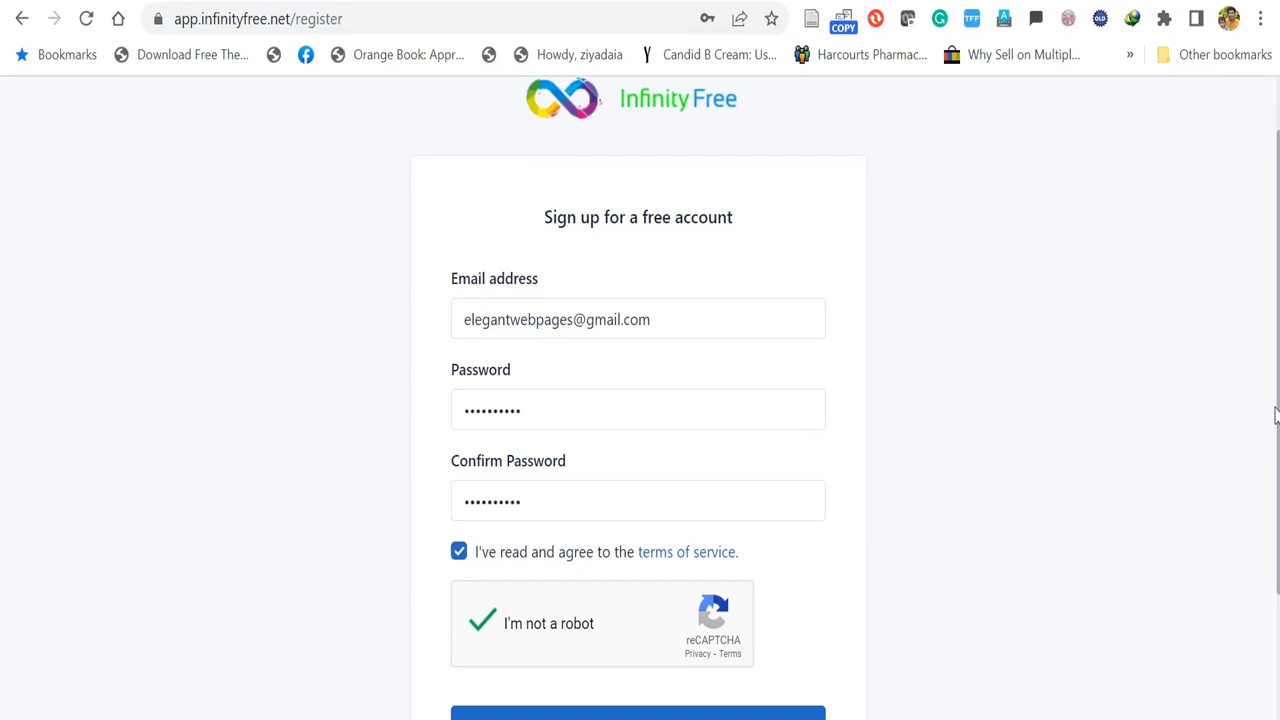 app.infinityfree.net/register
COPY
TFF
OLD
Bookmarks
Download Free The...
Orange Book: Appr...
Howdy, ziyadaia
Candid B Cream: Us...
Harcourts Pharmac...
Why Sell on Multipl...
»
Other bookmarks
Infinity Free
Sign up for a free account
Email address
elegantwebpages@gmail.com
Password
••••••••••
Confirm Password
••••••••••
I've read and agree to the terms of service.
I'm not a robot
reCAPTCHA
Privacy - Terms